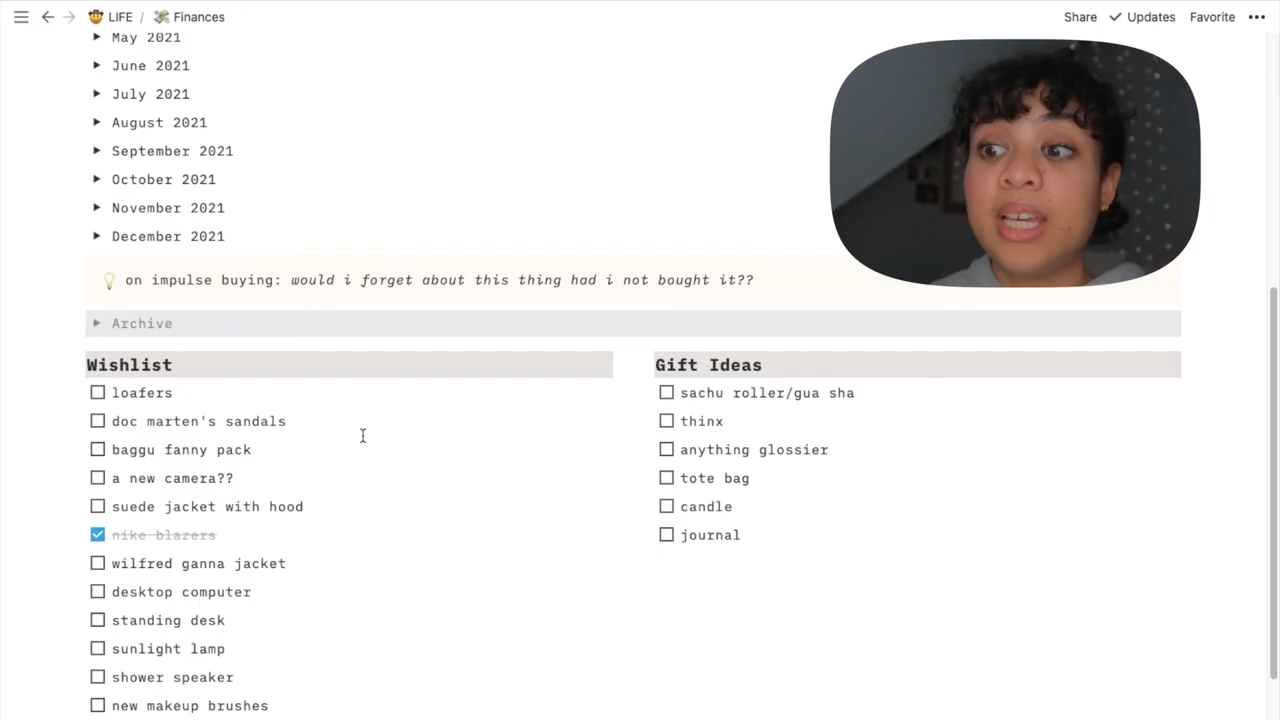 LIFE / Finances
Share Updates Favorite
May 2021
June 2021
July 2021
August 2021
September 2021
October 2021
November 2021
December 2021
on impulse buying: would i forget about this thing had i not bought it??
Archive
Wishlist
loafers
doc marten's sandals
baggu fanny pack
a new camera??
suede jacket with hood
nike blazers
wilfred ganna jacket
desktop computer
standing desk
sunlight lamp
shower speaker
new makeup brushes
Gift Ideas
sachu roller/gua sha
thinx
anything glossier
tote bag
candle
journal